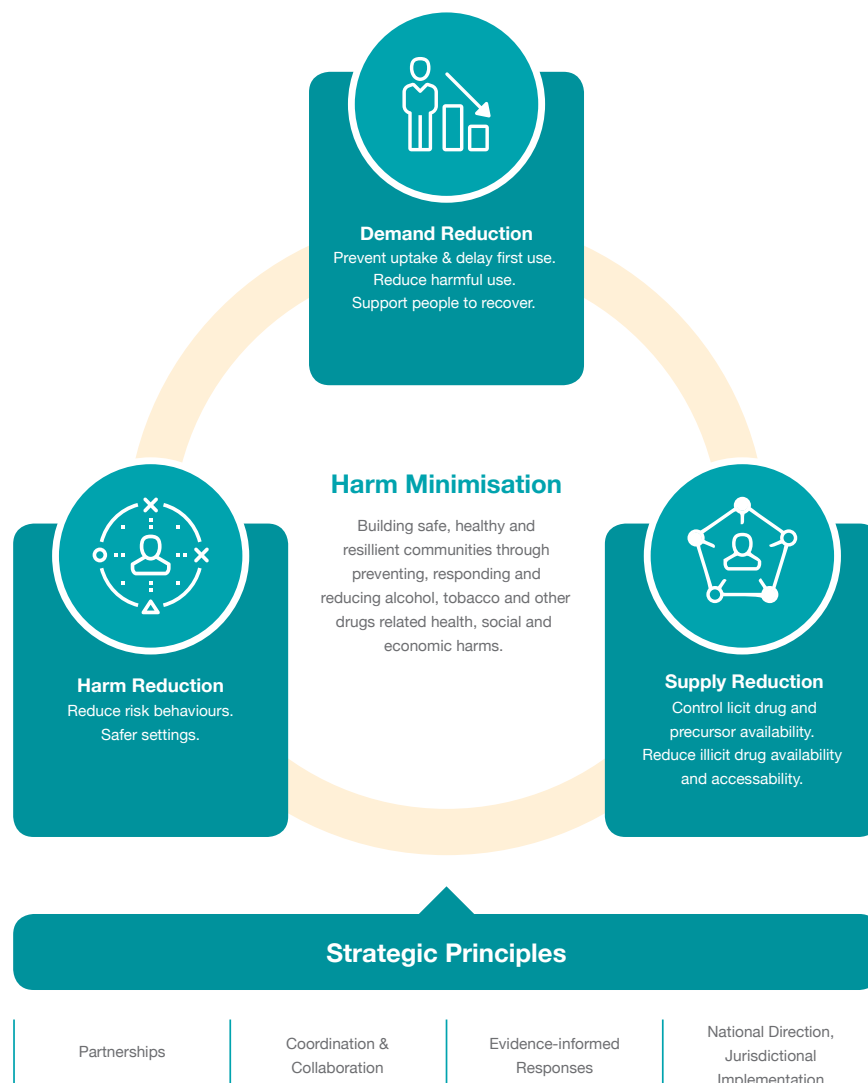 Demand Reduction
Prevent uptake & delay first use.
Reduce harmful use.
Support people to recover.
Harm Minimisation
Building safe, healthy and
resillient communities through
preventing, responding and
reducing alcohol, tobacco and other
drugs related health, social and
economic harms.
Harm Reduction
Reduce risk behaviours.
Safer settings.
Supply Reduction
Control licit drug and
precursor availability.
Reduce illicit drug availability
and accessability.
Strategic Principles
Partnerships
Coordination &
Collaboration
Evidence-informed
Responses
National Direction,
Jurisdictional
Implementation